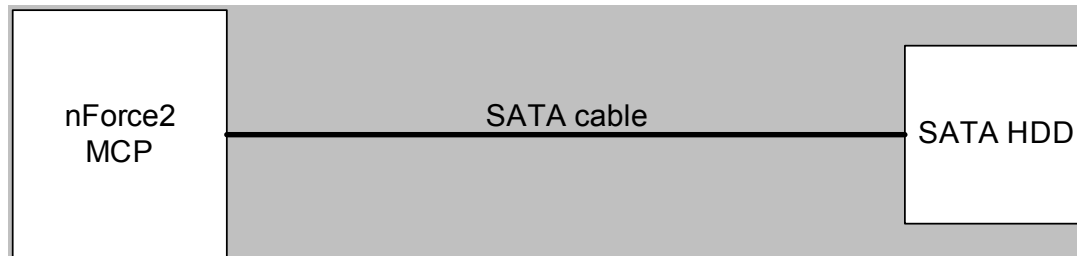 nForce2
MCP
SATA cable
SATA HDD